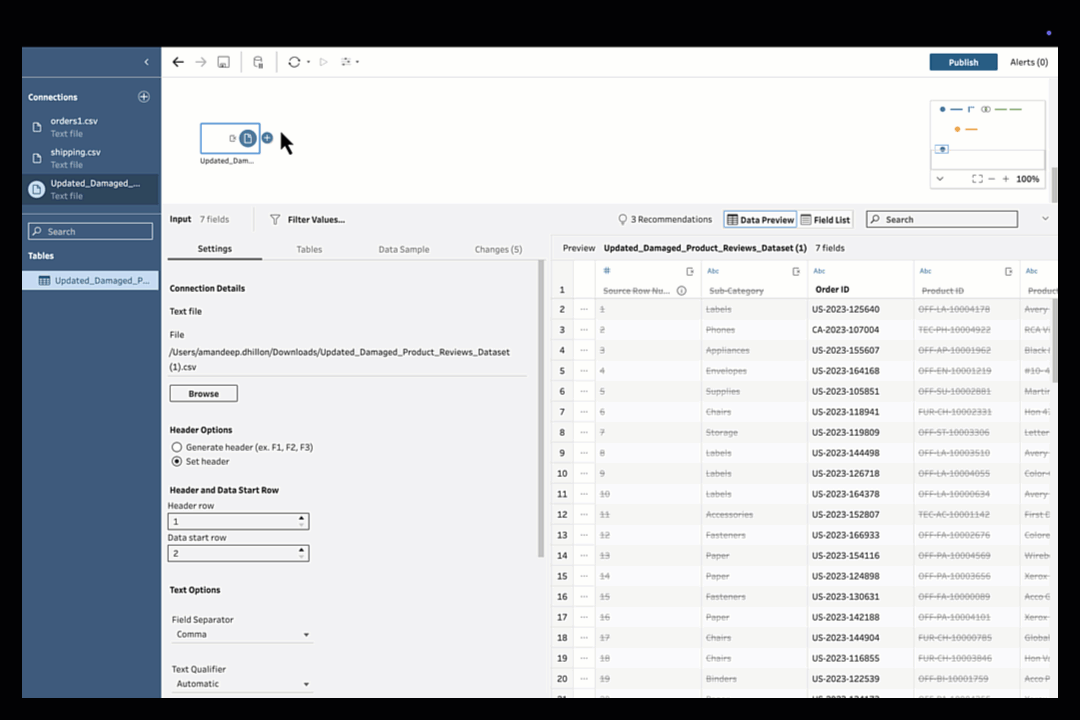 Publish
Alerts (0)
Connections
orders1.csv
Text file
shipping.csv
Text file
Updated_Damaged_...
Text file
Search
Tables
Updated_Damaged_P...
Updated_Dam...
100%
Input 7 fields Filter Values... 3 Recommendations Data Preview Field List Search
Settings Tables Data Sample Changes (5)
Connection Details
Text file
File
/Users/amandeep.dhillon/Downloads/Updated_Damaged_Product_Reviews_Dataset
(1).csv
Browse
Header Options
Generate header (ex. F1, F2, F3)
Set header
Header and Data Start Row
Header row
1
Data start row
2
Text Options
Field Separator
Comma
Text Qualifier
Automatic
Preview Updated_Damaged_Product_Reviews_Dataset (1) 7 fields
# Abc Abc Abc Abc
1 Source Row Nu... Sub-Category Order ID Product ID Product
2 1 Labels US-2023-125640 OFF-LA-10004178 Avery
3 2 Phones CA-2023-107004 TEC-PH-10004922 RCA Vi
4 3 Appliances US-2023-155607 OFF-AP-10001962 Black
5 4 Envelopes US-2023-164168 OFF-EN-10001219 #10-4
6 5 Supplies US-2023-105851 OFF-SU-10002881 Martin
7 6 Chairs US-2023-118941 FUR-CH-10002331 Hon 4
8 7 Storage US-2023-119809 OFF-ST-10003306 Letter
9 8 Labels US-2023-144498 OFF-LA-10003510 Avery
10 9 Labels US-2023-126718 OFF-LA-10004055 Color-
11 10 Labels US-2023-164378 OFF-LA-10000634 Avery
12 11 Accessories US-2023-152807 TEC-AC-10001142 First
13 12 Fasteners US-2023-166933 OFF-FA-10002676 Colore
14 13 Paper US-2023-154116 OFF-PA-10004569 Wireb
15 14 Paper US-2023-124898 OFF-PA-10003656 Xerox
16 15 Fasteners US-2023-130631 OFF-FA-10000089 Acco
17 16 Paper US-2023-142188 OFF-PA-10004101 Xerox
18 17 Chairs US-2023-144904 FUR-CH-10000785 Global
19 18 Chairs US-2023-116855 FUR-CH-10003846 Hon V
20 19 Binders US-2023-122539 OFF-BI-10001759 Acco P